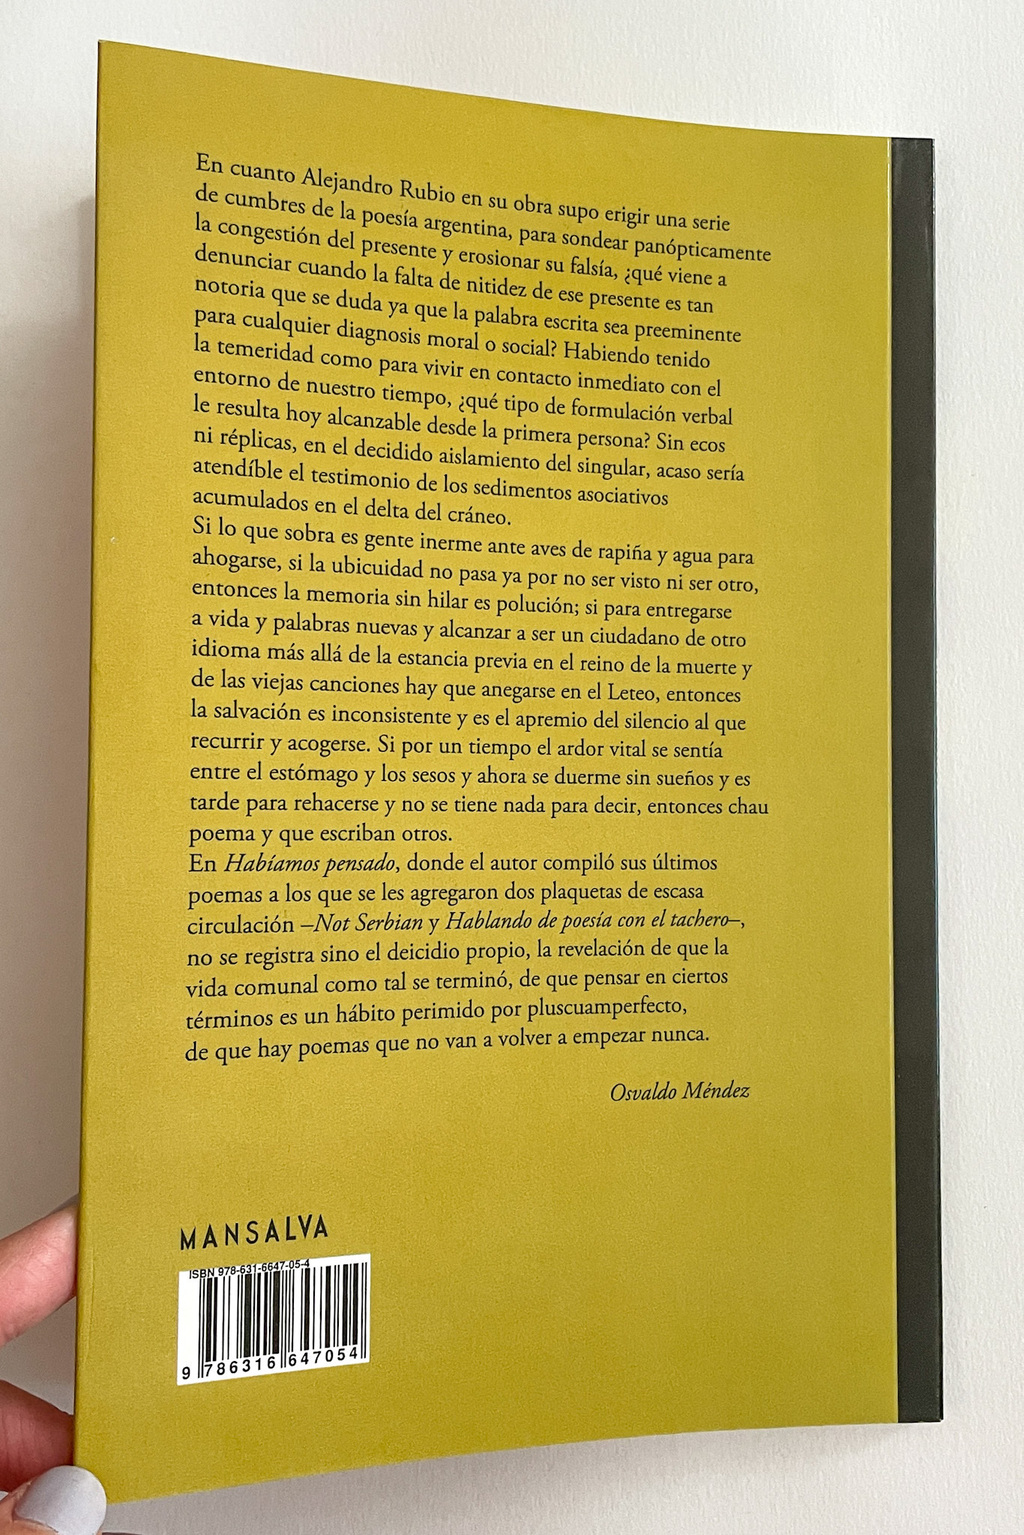 En cuanto Alejandro Rubio en su obra supo erigir una serie
de cumbres de la poesía argentina, para sondear panópticamente
la congestión del presente y erosionar su falsía, ¿qué viene a
denunciar cuando la falta de nitidez de ese presente es tan
notoria que se duda ya que la palabra escrita sea preeminente
para cualquier diagnosis moral o social? Habiendo tenido
la temeridad como para vivir en contacto inmediato con el
entorno de nuestro tiempo, ¿qué tipo de formulación verbal
le resulta hoy alcanzable desde la primera persona? Sin ecos
ni réplicas, en el decidido aislamiento del singular, acaso sería
atendíble el testimonio de los sedimentos asociativos
acumulados en el delta del cráneo.
Si lo que sobra es gente inerme ante aves de rapiña y agua para
ahogarse, si la ubicuidad no pasa ya por no ser visto ni ser otro,
entonces la memoria sin hilar es polución; si para entregarse
a vida y palabras nuevas y alcanzar a ser un ciudadano de otro
idioma más allá de la estancia previa en el reino de la muerte y
de las viejas canciones hay que anegarse en el Leteo, entonces
la salvación es inconsistente y es el apremio del silencio al que
recurrir y acogerse. Si por un tiempo el ardor vital se sentía
entre el estómago y los sesos y ahora se duerme sin sueños y es
tarde para rehacerse y no se tiene nada para decir, entonces chau
poema y que escriban otros.
En Habíamos pensado, donde el autor compiló sus últimos
poemas a los que se les agregaron dos plaquetas de escasa
circulación –Not Serbian y Hablando de poesía con el tachero–,
no se registra sino el deicidio propio, la revelación de que la
vida comunal como tal se terminó, de que pensar en ciertos
términos es un hábito perimido por pluscuamperfecto,
de que hay poemas que no van a volver a empezar nunca.
Osvaldo Méndez
MANSALVA
ISBN 978-631-6647-05-4
9 786316 647054